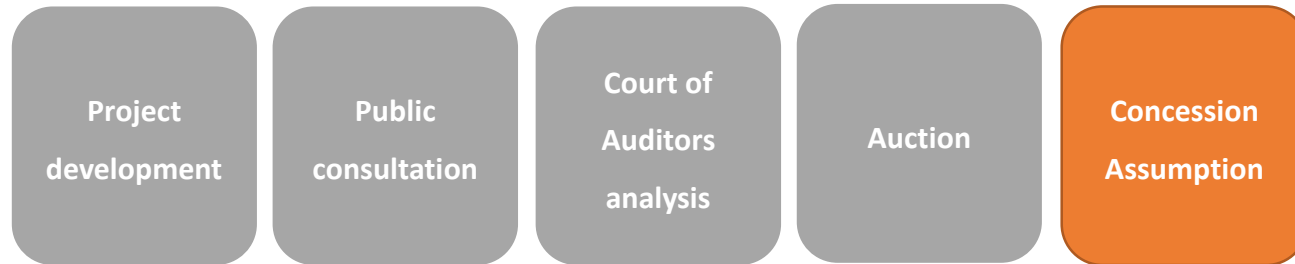 Project
development
Public
consultation
Court of
Auditors
analysis
Auction
Concession
Assumption